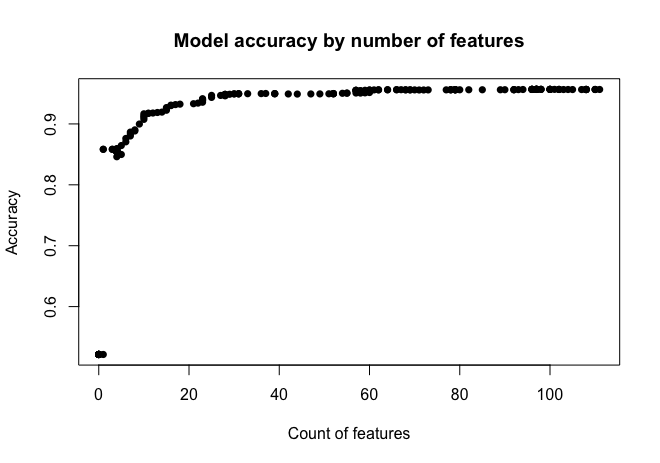 Model accuracy by number of features
Accuracy
0.9
0.8
0.7
0.6
0 20 40 60 80 100
Count of features